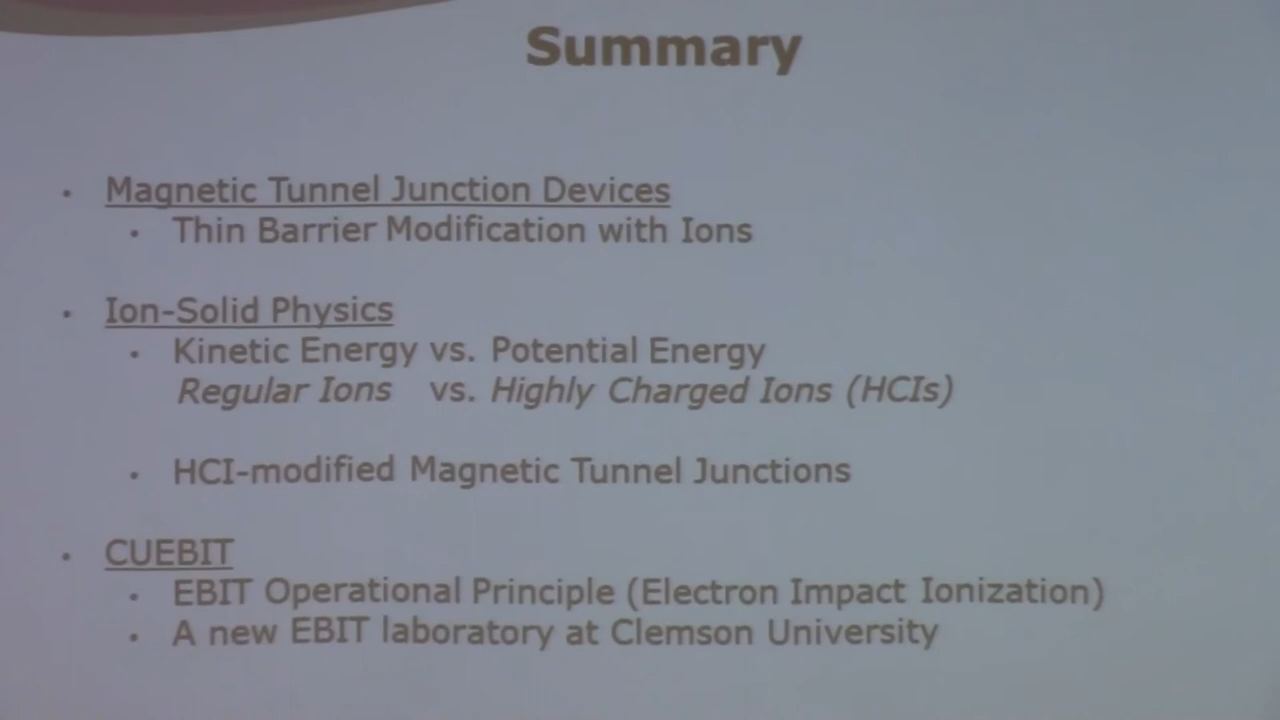 Summary
• Magnetic Tunnel Junction Devices
• Thin Barrier Modification with Ions
• Ion-Solid Physics
• Kinetic Energy vs. Potential Energy
Regular Ions vs. Highly Charged Ions (HCIs)
• HCI-modified Magnetic Tunnel Junctions
• CUEBIT
• EBIT Operational Principle (Electron Impact Ionization)
• A new EBIT laboratory at Clemson University